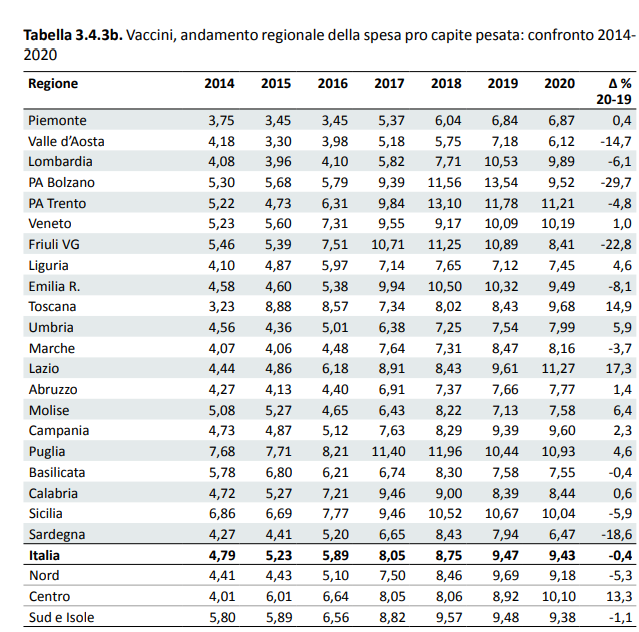 Tabella 3.4.3b. Vaccini, andamento regionale della spesa pro capite pesata: confronto 2014-
2020
Regione 2014 2015 2016 2017 2018 2019 2020 Δ %
20-19
Piemonte 3,75 3,45 3,45 5,37 6,04 6,84 6,87 0,4
Valle d’Aosta 4,18 3,30 3,98 5,18 5,75 7,18 6,12 -14,7
Lombardia 4,08 3,96 4,10 5,82 7,71 10,53 9,89 -6,1
PA Bolzano 5,30 5,68 5,79 9,39 11,56 13,54 9,52 -29,7
PA Trento 5,22 4,73 6,31 9,84 13,10 11,78 11,21 -4,8
Veneto 5,23 5,60 7,31 9,55 9,17 10,09 10,19 1,0
Friuli VG 5,46 5,39 7,51 10,71 11,25 10,89 8,41 -22,8
Liguria 4,10 4,87 5,97 7,14 7,65 7,12 7,45 4,6
Emilia R. 4,58 4,60 5,38 9,94 10,50 10,32 9,49 -8,1
Toscana 3,23 8,88 8,57 7,34 8,02 8,43 9,68 14,9
Umbria 4,56 4,36 5,01 6,38 7,25 7,54 7,99 5,9
Marche 4,07 4,06 4,48 7,64 7,31 8,47 8,16 -3,7
Lazio 4,44 4,86 6,18 8,91 8,43 9,61 11,27 17,3
Abruzzo 4,27 4,13 4,40 6,91 7,37 7,66 7,77 1,4
Molise 5,08 5,27 4,65 6,43 8,22 7,13 7,58 6,4
Campania 4,73 4,87 5,12 7,63 8,29 9,39 9,60 2,3
Puglia 7,68 7,71 8,21 11,40 11,96 10,44 10,93 4,6
Basilicata 5,78 6,80 6,21 6,74 8,30 7,58 7,55 -0,4
Calabria 4,72 5,27 7,21 9,46 9,00 8,39 8,44 0,6
Sicilia 6,86 6,69 7,77 9,46 10,52 10,67 10,04 -5,9
Sardegna 4,27 4,41 5,20 6,65 8,43 7,94 6,47 -18,6
Italia 4,79 5,23 5,89 8,05 8,75 9,47 9,43 -0,4
Nord 4,41 4,43 5,10 7,50 8,46 9,69 9,18 -5,3
Centro 4,01 6,01 6,64 8,05 8,06 8,92 10,10 13,3
Sud e Isole 5,80 5,89 6,56 8,82 9,57 9,48 9,38 -1,1